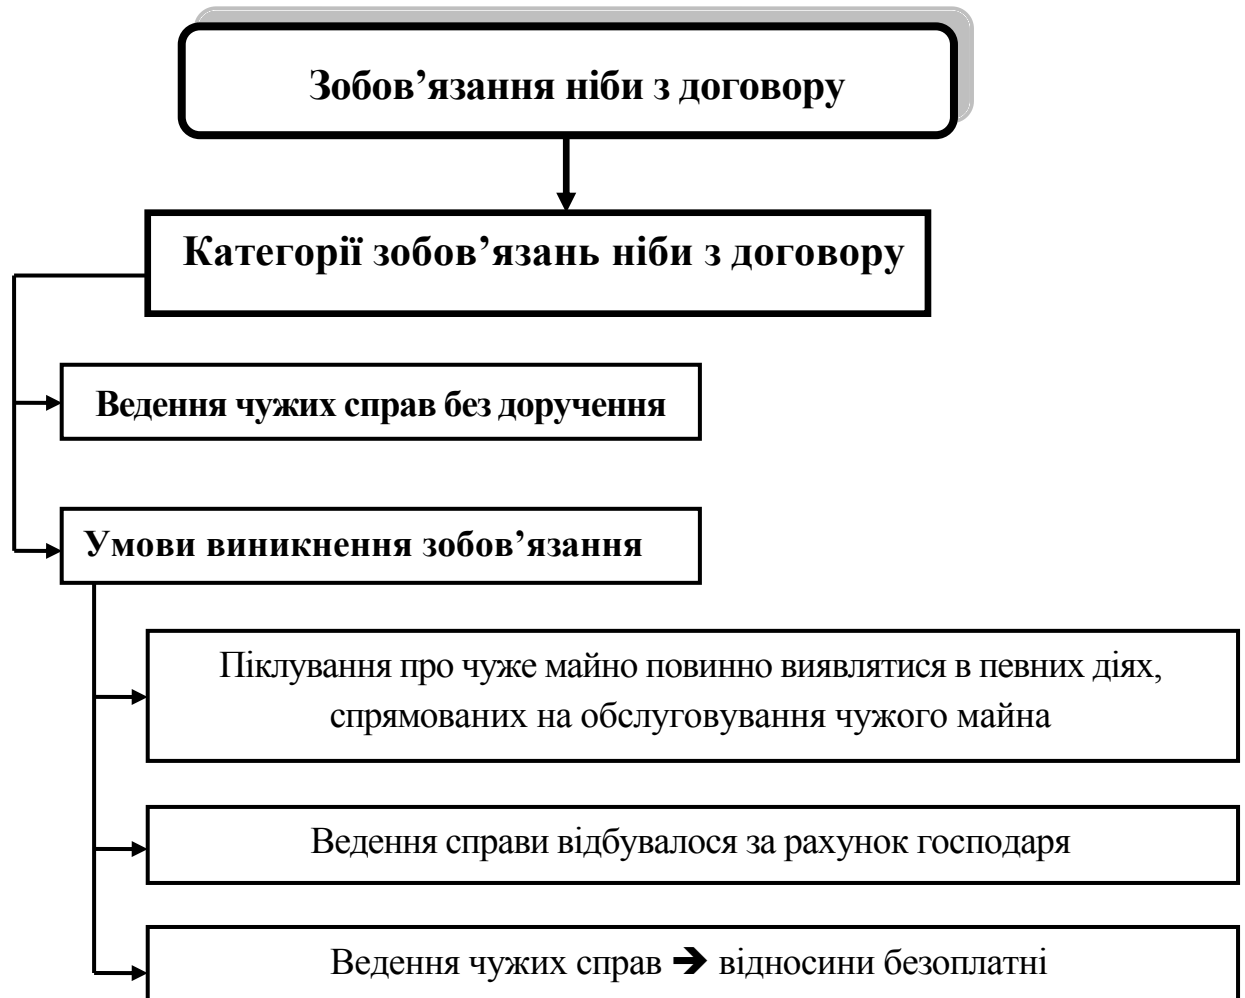 Зобов’язання ніби з договору
Категорії зобов’язань ніби з договору
Ведення чужих справ без доручення
Умови виникнення зобов’язання
Піклування про чуже майно повинно виявлятися в певних діях,
спрямованих на обслуговування чужого майна
Ведення справи відбувалося за рахунок господаря
Ведення чужих справ ➔ відносини безоплатні